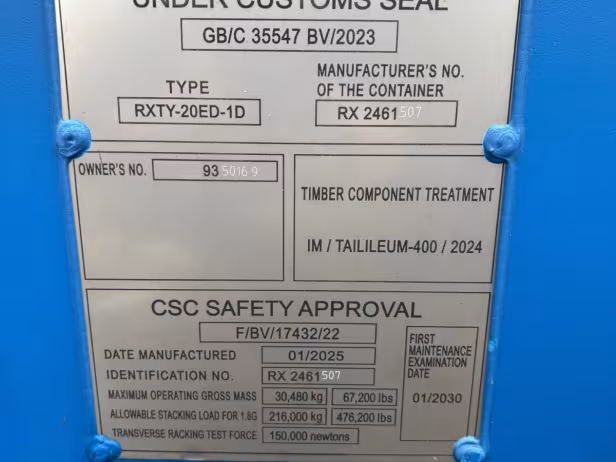 UNDER CUSTOMS SEAL
GB/C 35547 BV/2023
TYPE
RXTY-20ED-1D
MANUFACTURER'S NO.
OF THE CONTAINER
RX 2461507
OWNER'S NO. 93 5016 9
TIMBER COMPONENT TREATMENT
IM / TAILILEUM-400 / 2024
CSC SAFETY APPROVAL
F/BV/17432/22
DATE MANUFACTURED 01/2025
IDENTIFICATION NO. RX 2461507
MAXIMUM OPERATING GROSS MASS 30,480 kg 67,200 lbs
ALLOWABLE STACKING LOAD FOR 1.8G 216,000 kg 476,200 lbs
TRANSVERSE RACKING TEST FORCE 150,000 newtons
FIRST
MAINTENANCE
EXAMINATION
DATE
01/2030